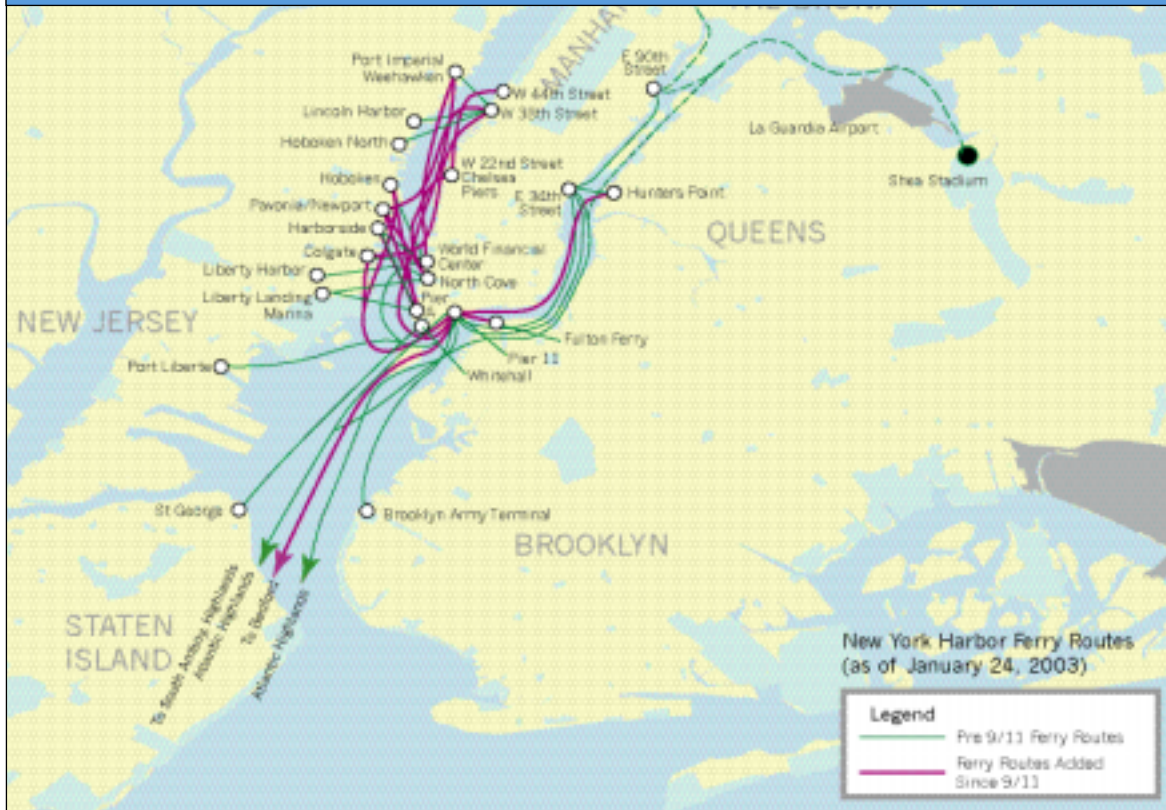 THE BRONX
MANHA
Port Imperial
Weehawken
E 90th
Street
W 44th Street
Lincoln Harbor
W 38th Street
La Guardia Airport
Hoboken North
W 22nd Street
Chelsea
Piers
Shea Stadium
Hoboken
E 34th
Street
Hunters Point
Pavonia/Newport
Harborside
QUEENS
Colgate
World Financial
Center
Liberty Harbor
North Cove
Liberty Landing
Marina
Pier
A
NEW JERSEY
Fulton Ferry
Pier 11
Port Liberte
Whitehall
St George
Brooklyn Army Terminal
BROOKLYN
To South Amboy, Highlands
Atlantic Highlands
To Belford
Atlantic Highlands
STATEN
ISLAND
New York Harbor Ferry Routes
(as of January 24, 2003)
Legend
Pre 9/11 Ferry Routes
Ferry Routes Added
Since 9/11